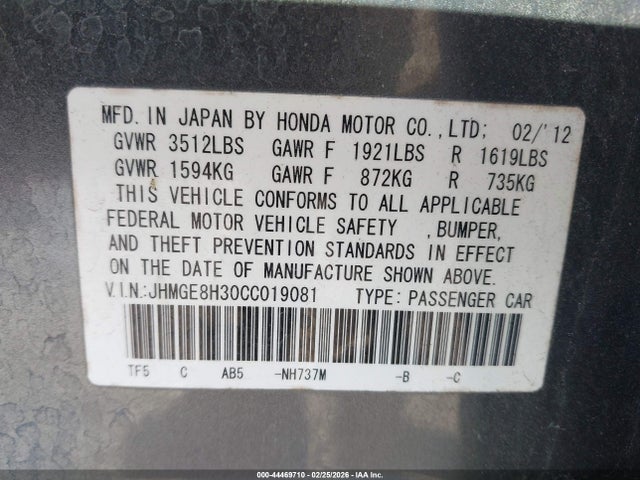 MFD. IN JAPAN BY HONDA MOTOR CO.,LTD; 02/'12
GVWR 3512LBS GAWR F 1921LBS R 1619LBS
GVWR 1594KG GAWR F 872KG R 735KG
THIS VEHICLE CONFORMS TO ALL APPLICABLE
FEDERAL MOTOR VEHICLE SAFETY ,BUMPER,
AND THEFT PREVENTION STANDARDS IN EFFECT
ON THE DATE OF MANUFACTURE SHOWN ABOVE.
V.I.N.:JHMGE8H30CC019081 TYPE: PASSENGER CAR
TF5 C AB5 -NH737M -B -C
000-44469710 | 02/25/2026 - IAA Inc.